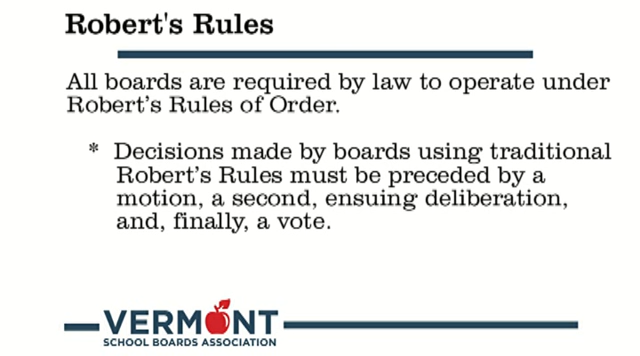 Robert's Rules
All boards are required by law to operate under
Robert's Rules of Order.
* Decisions made by boards using traditional
Robert's Rules must be preceded by a
motion, a second, ensuing deliberation,
and, finally, a vote.
VERMONT
SCHOOL BOARDS ASSOCIATION